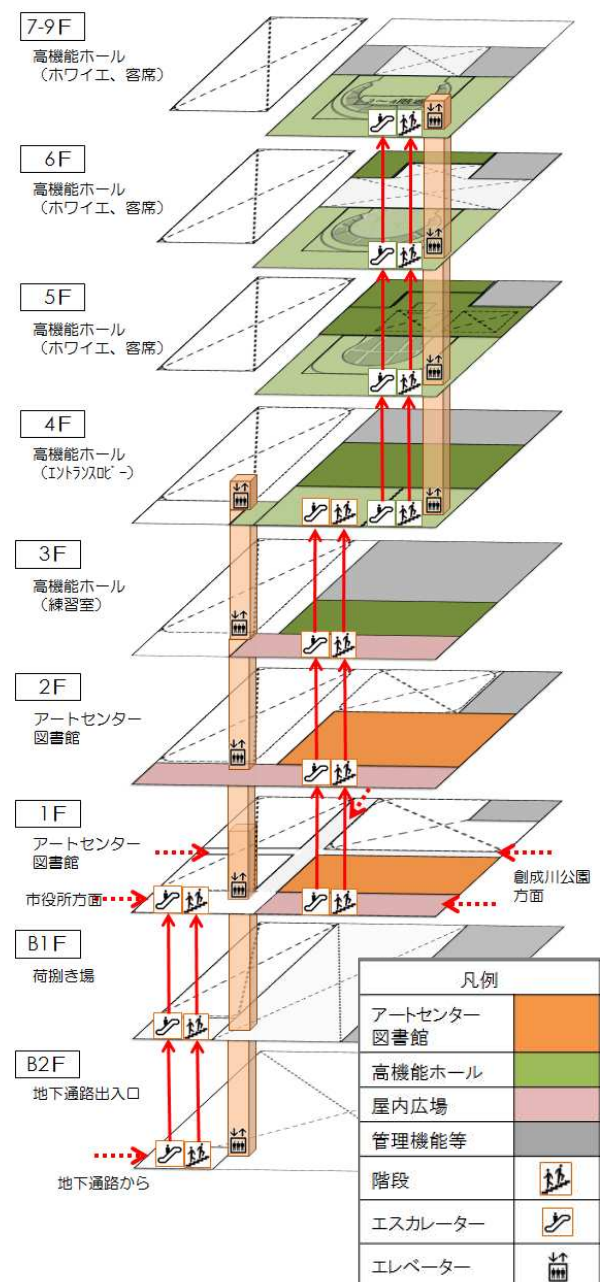 7-9F
高機能ホール
（ホワイエ、客席）
2～4階席
6F
高機能ホール
（ホワイエ、客席）
5F
高機能ホール
（ホワイエ、客席）
4F
高機能ホール
（エントランスロビー）
3F
高機能ホール
（練習室）
2F
アートセンター
図書館
1F
アートセンター
図書館
市役所方面
創成川公園
方面
B1F
荷捌き場
B2F
地下通路出入口
地下通路から
凡例
アートセンター
図書館
高機能ホール
屋内広場
管理機能等
階段
エスカレーター
エレベーター